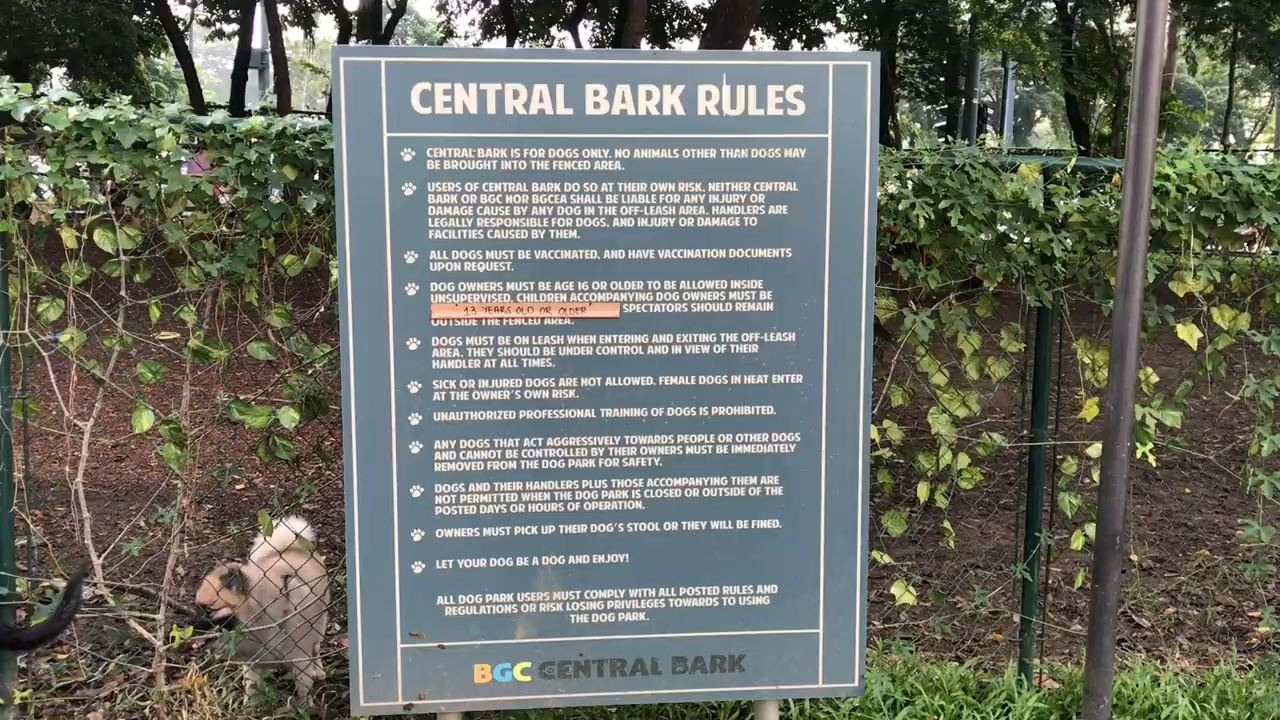 CENTRAL BARK RULES
CENTRAL BARK IS FOR DOGS ONLY. NO ANIMALS OTHER THAN DOGS MAY
BE BROUGHT INTO THE FENCED AREA.
USERS OF CENTRAL BARK DO SO AT THEIR OWN RISK. NEITHER CENTRAL
BARK OR BGC NOR BGCEA SHALL BE LIABLE FOR ANY INJURY OR
DAMAGE CAUSE BY ANY DOG IN THE OFF-LEASH AREA. HANDLERS ARE
LEGALLY RESPONSIBLE FOR DOGS. AND INJURY OR DAMAGE TO
FACILITIES CAUSED BY THEM.
ALL DOGS MUST BE VACCINATED. AND HAVE VACCINATION DOCUMENTS
UPON REQUEST.
DOG OWNERS MUST BE AGE 16 OR OLDER TO BE ALLOWED INSIDE
UNSUPERVISED. CHILDREN ACCOMPANYING DOG OWNERS MUST BE
13 YEARS OLD OR OLDER SPECTATORS SHOULD REMAIN
OUTSIDE THE FENCED AREA.
DOGS MUST BE ON LEASH WHEN ENTERING AND EXITING THE OFF-LEASH
AREA. THEY SHOULD BE UNDER CONTROL AND IN VIEW OF THEIR
HANDLER AT ALL TIMES.
SICK OR INJURED DOGS ARE NOT ALLOWED. FEMALE DOGS IN HEAT ENTER
AT THE OWNER'S OWN RISK.
UNAUTHORIZED PROFESSIONAL TRAINING OF DOGS IS PROHIBITED.
ANY DOGS THAT ACT AGGRESSIVELY TOWARDS PEOPLE OR OTHER DOGS
AND CANNOT BE CONTROLLED BY THEIR OWNERS MUST BE IMMEDIATELY
REMOVED FROM THE DOG PARK FOR SAFETY.
DOGS AND THEIR HANDLERS PLUS THOSE ACCOMPANYING THEM ARE
NOT PERMITTED WHEN THE DOG PARK IS CLOSED OR OUTSIDE OF THE
POSTED DAYS OR HOURS OF OPERATION.
OWNERS MUST PICK UP THEIR DOG'S STOOL OR THEY WILL BE FINED.
LET YOUR DOG BE A DOG AND ENJOY!
ALL DOG PARK USERS MUST COMPLY WITH ALL POSTED RULES AND
REGULATIONS OR RISK LOSING PRIVILEGES TOWARDS TO USING
THE DOG PARK.
BGC CENTRAL BARK